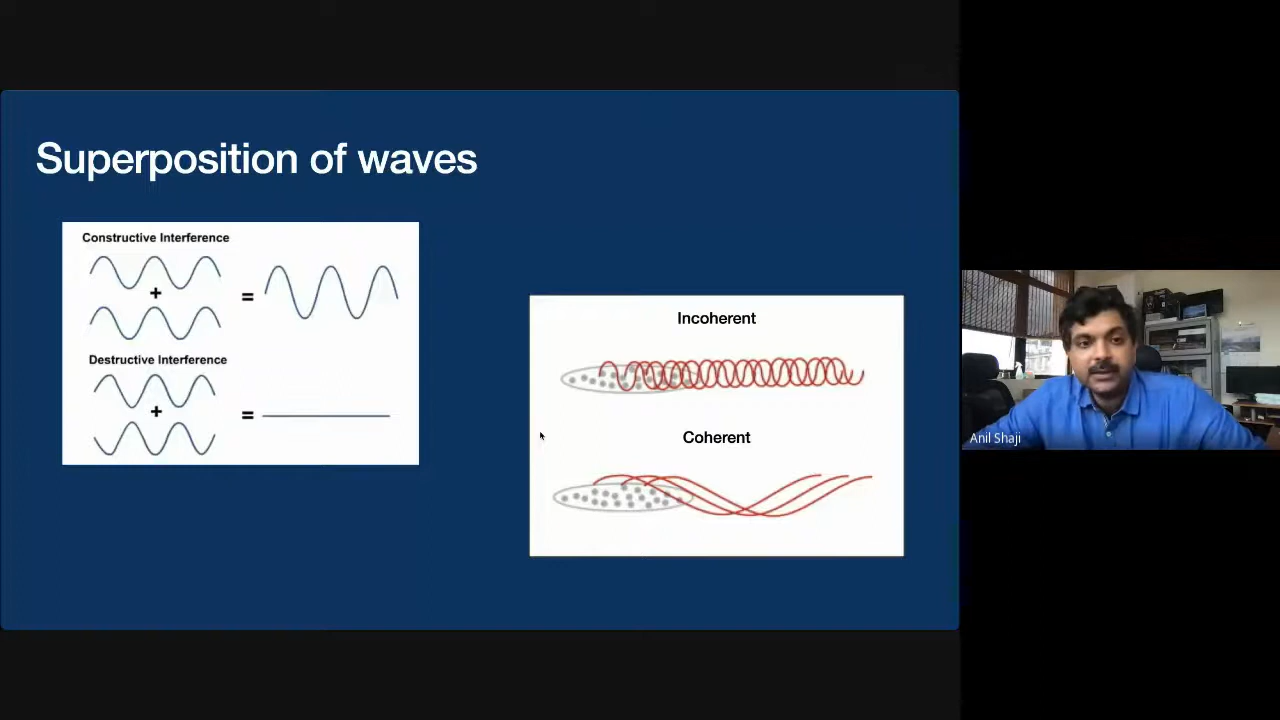 Superposition of waves
Constructive Interference
+
=
Destructive Interference
+
=
Incoherent
Coherent
Anil Shaji